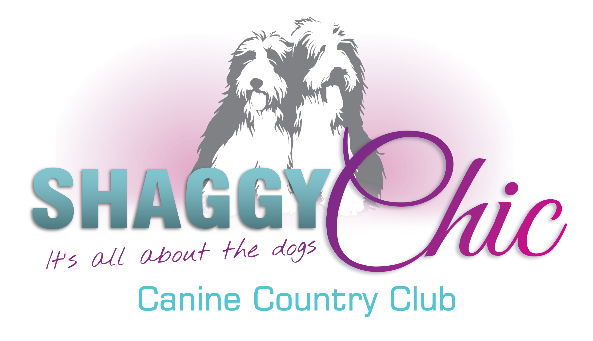 SHAGGY Chic
It's all about the dogs
Canine Country Club